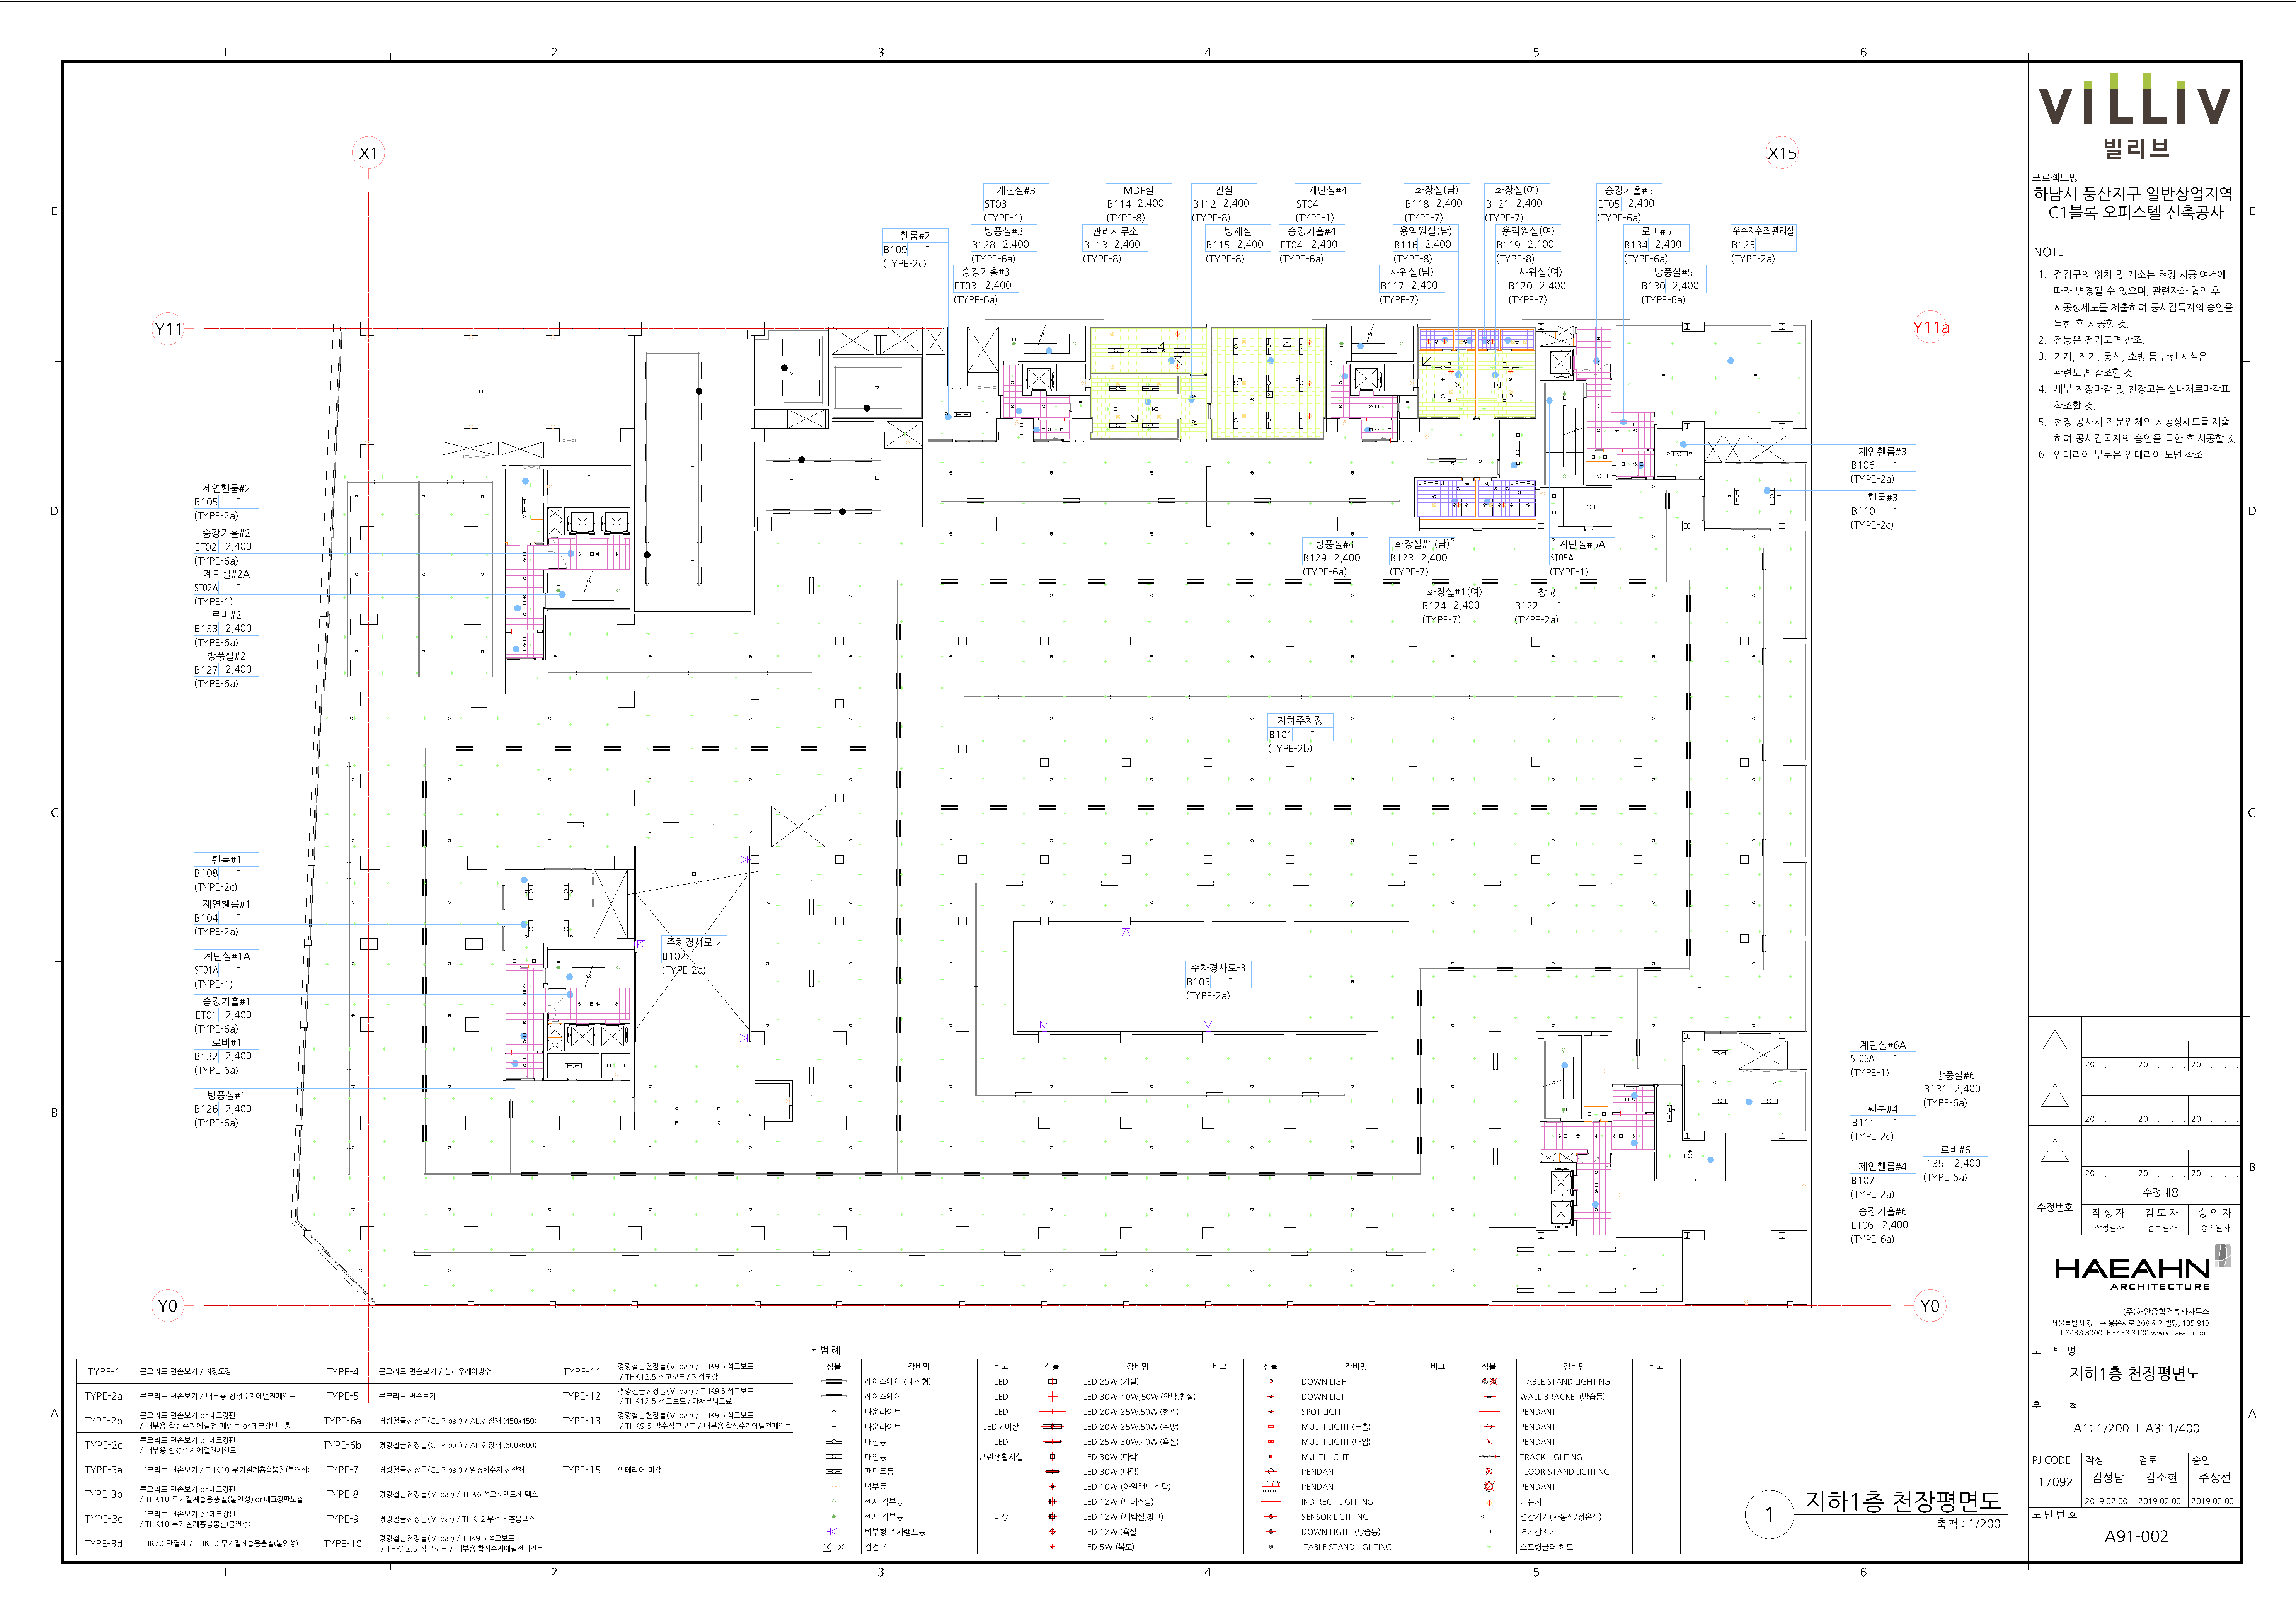 1
2
3
4
5
6
E
D
C
B
A
X1
X15
Y11
Y11a
Y0
Y0
계단실#3
ST03 -
(TYPE-1)
방풍실#3
B128 2,400
(TYPE-6a)
승강기홀#3
ET03 2,400
(TYPE-6a)
휀룸#2
B109 -
(TYPE-2c)
MDF실
B114 2,400
(TYPE-8)
관리사무소
B113 2,400
(TYPE-8)
전실
B112 2,400
(TYPE-8)
방재실
B115 2,400
(TYPE-8)
계단실#4
ST04 -
(TYPE-1)
승강기홀#4
ET04 2,400
(TYPE-6a)
화장실(남)
B118 2,400
(TYPE-7)
용역원실(남)
B116 2,400
(TYPE-8)
샤워실(남)
B117 2,400
(TYPE-7)
화장실(여)
B121 2,400
(TYPE-7)
용역원실(여)
B119 2,100
(TYPE-8)
샤워실(여)
B120 2,400
(TYPE-7)
승강기홀#5
ET05 2,400
(TYPE-6a)
로비#5
B134 2,400
(TYPE-6a)
방풍실#5
B130 2,400
(TYPE-6a)
우수저수조 관리실
B125 -
(TYPE-2a)
제연휀룸#3
B106 -
(TYPE-2a)
휀룸#3
B110 -
(TYPE-2c)
제연휀룸#2
B105 -
(TYPE-2a)
승강기홀#2
ET02 2,400
(TYPE-6a)
계단실#2A
ST02A -
(TYPE-1)
로비#2
B133 2,400
(TYPE-6a)
방풍실#2
B127 2,400
(TYPE-6a)
방풍실#4
B129 2,400
(TYPE-6a)
화장실#1(남)
B123 2,400
(TYPE-7)
계단실#5A
ST05A -
(TYPE-1)
화장실#1(여)
B124 2,400
(TYPE-7)
창고
B122 -
(TYPE-2a)
지하주차장
B101 -
(TYPE-2b)
휀룸#1
B108 -
(TYPE-2c)
제연휀룸#1
B104 -
(TYPE-2a)
계단실#1A
ST01A -
(TYPE-1)
승강기홀#1
ET01 2,400
(TYPE-6a)
로비#1
B132 2,400
(TYPE-6a)
방풍실#1
B126 2,400
(TYPE-6a)
주차경사로-2
B102 -
(TYPE-2a)
주차경사로-3
B103 -
(TYPE-2a)
계단실#6A
ST06A -
(TYPE-1)
방풍실#6
B131 2,400
(TYPE-6a)
휀룸#4
B111 -
(TYPE-2c)
로비#6
135 2,400
(TYPE-6a)
제연휀룸#4
B107 -
(TYPE-2a)
승강기홀#6
ET06 2,400
(TYPE-6a)
TYPE-1 콘크리트 면손보기 / 지정도장
TYPE-2a 콘크리트 면손보기 / 내부용 합성수지에멀전페인트
TYPE-2b 콘크리트 면손보기 or 데크강판
/ 내부용 합성수지에멀전 페인트 or 데크강판노출
TYPE-2c 콘크리트 면손보기 or 데크강판
/ 내부용 합성수지에멀전페인트
TYPE-3a 콘크리트 면손보기 / THK10 무기질계흡음뿜칠(불연성)
TYPE-3b 콘크리트 면손보기 or 데크강판
/ THK10 무기질계흡음뿜칠(불연성) or 데크강판노출
TYPE-3c 콘크리트 면손보기 or 데크강판
/ THK10 무기질계흡음뿜칠(불연성)
TYPE-3d THK70 단열재 / THK10 무기질계흡음뿜칠(불연성)
TYPE-4 콘크리트 면손보기 / 폴리우레아방수
TYPE-5 콘크리트 면손보기
TYPE-6a 경량철골천장틀(CLIP-bar) / AL.천장재 (450x450)
TYPE-6b 경량철골천장틀(CLIP-bar) / AL.천장재 (600x600)
TYPE-7 경량철골천장틀(CLIP-bar) / 열경화수지 천장재
TYPE-8 경량철골천장틀(M-bar) / THK6 석고시멘트계 텍스
TYPE-9 경량철골천장틀(M-bar) / THK12 무석면 흡음텍스
TYPE-10 경량철골천장틀(M-bar) / THK9.5 석고보드
/ THK12.5 석고보드 / 내부용 합성수지에멀전페인트
TYPE-11 경량철골천장틀(M-bar) / THK9.5 석고보드
/ THK12.5 석고보드 / 지정도장
TYPE-12 경량철골천장틀(M-bar) / THK9.5 석고보드
/ THK12.5 석고보드 / 다채무늬도료
TYPE-13 경량철골천장틀(M-bar) / THK9.5 석고보드
/ THK9.5 방수석고보드 / 내부용 합성수지에멀전페인트
TYPE-15 인테리어 마감
* 범 례
심볼 장비명 비고 심볼 장비명 비고 심볼 장비명 비고 심볼 장비명 비고
레이스웨이 (내진형) LED LED 25W (거실) DOWN LIGHT TABLE STAND LIGHTING
레이스웨이 LED LED 30W,40W,50W (안방,침실) DOWN LIGHT WALL BRACKET(방습등)
다운라이트 LED LED 20W,25W,50W (현관) SPOT LIGHT PENDANT
다운라이트 LED / 비상 LED 20W,25W,50W (주방) MULTI LIGHT (노출) PENDANT
매입등 LED LED 25W,30W,40W (욕실) MULTI LIGHT (매입) PENDANT
매입등 근린생활시설 LED 30W (다락) MULTI LIGHT TRACK LIGHTING
팬던트등 LED 30W (다락) PENDANT FLOOR STAND LIGHTING
벽부등 LED 10W (아일랜드 식탁) PENDANT PENDANT
센서 직부등 LED 12W (드레스룸) INDIRECT LIGHTING 디퓨져
센서 직부등 비상 LED 12W (세탁실,창고) SENSOR LIGHTING 열감지기(차동식/정온식)
벽부형 주차램프등 LED 12W (욕실) DOWN LIGHT (방습등) 연기감지기
점검구 LED 5W (복도) TABLE STAND LIGHTING 스프링클러 헤드
1
지하1층 천장평면도
축척 : 1/200
VILLIV
빌리브
프로젝트명
하남시 풍산지구 일반상업지역
C1블록 오피스텔 신축공사
NOTE
1. 점검구의 위치 및 개소는 현장 시공 여건에
따라 변경될 수 있으며, 관련자와 협의 후
시공상세도를 제출하여 공사감독자의 승인을
득한 후 시공할 것.
2. 전등은 전기도면 참조.
3. 기계, 전기, 통신, 소방 등 관련 시설은
관련도면 참조할 것.
4. 세부 천장마감 및 천장고는 실내재료마감표
참조할 것.
5. 천장 공사시 전문업체의 시공상세도를 제출
하여 공사감독자의 승인을 득한 후 시공할 것.
6. 인테리어 부분은 인테리어 도면 참조.
20 . . . 20 . . . 20 . . .
20 . . . 20 . . . 20 . . .
20 . . . 20 . . . 20 . . .
수정번호
수정내용
작 성 자 검 토 자 승 인 자
작성일자 검토일자 승인일자
HAEAHN
ARCHITECTURE
(주)해안종합건축사사무소
서울특별시 강남구 봉은사로 208 해안빌딩, 135-913
T.3438 8000 F.3438 8100 www.haeahn.com
도 면 명
지하1층 천장평면도
축 척
A1: 1/200 | A3: 1/400
PJ CODE 작성 검토 승인
17092 김성남 김소현 주상선
2019.02.00. 2019.02.00. 2019.02.00.
도 면 번 호
A91-002
E
D
C
B
A
1
2
3
4
5
6